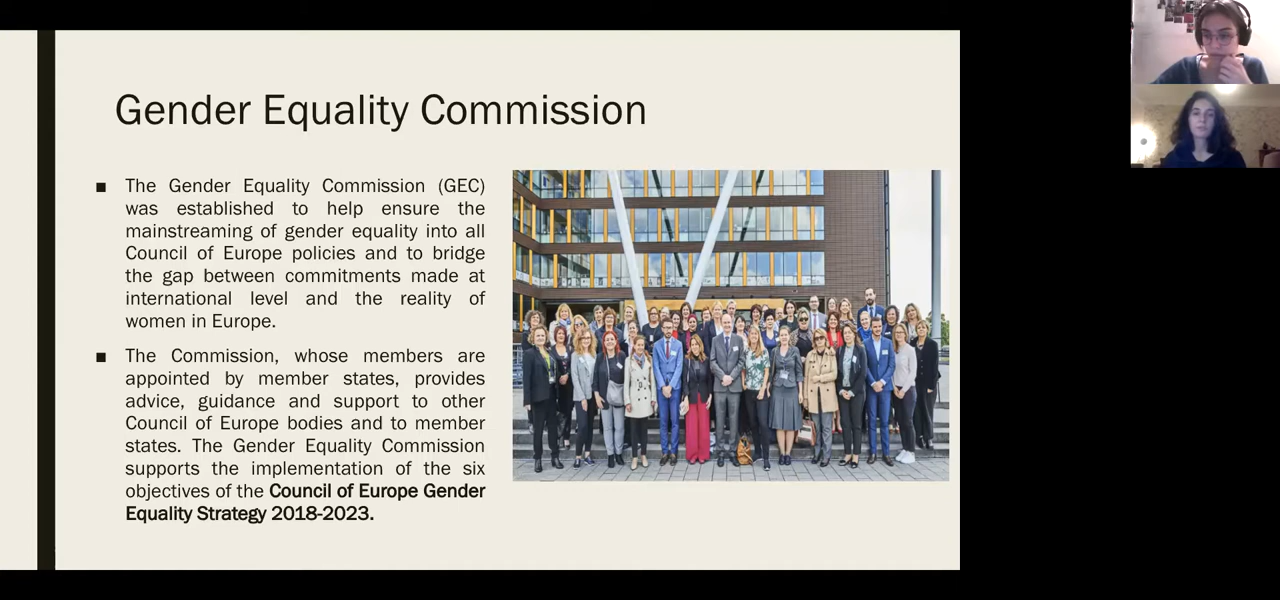 Gender Equality Commission
■ The Gender Equality Commission (GEC)
was established to help ensure the
mainstreaming of gender equality into all
Council of Europe policies and to bridge
the gap between commitments made at
international level and the reality of
women in Europe.
■ The Commission, whose members are
appointed by member states, provides
advice, guidance and support to other
Council of Europe bodies and to member
states. The Gender Equality Commission
supports the implementation of the six
objectives of the Council of Europe Gender
Equality Strategy 2018-2023.